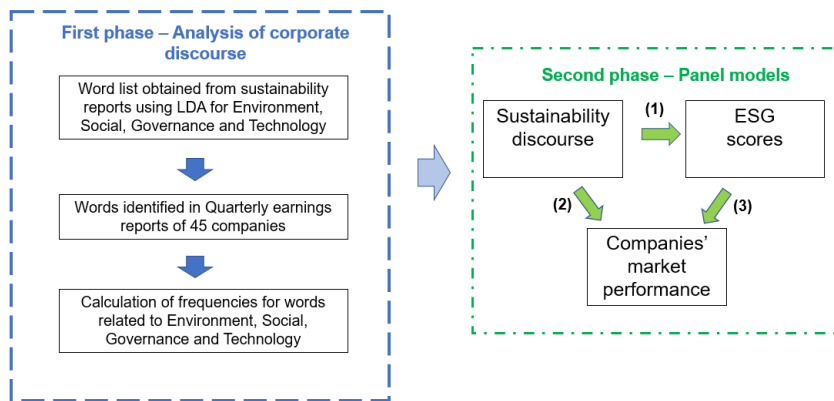 First phase – Analysis of corporate
discourse
Word list obtained from sustainability
reports using LDA for Environment,
Social, Governance and Technology
Words identified in Quarterly earnings
reports of 45 companies
Calculation of frequencies for words
related to Environment, Social,
Governance and Technology
Second phase – Panel models
Sustainability
discourse
(1)
ESG
scores
(2)
(3)
Companies’
market
performance